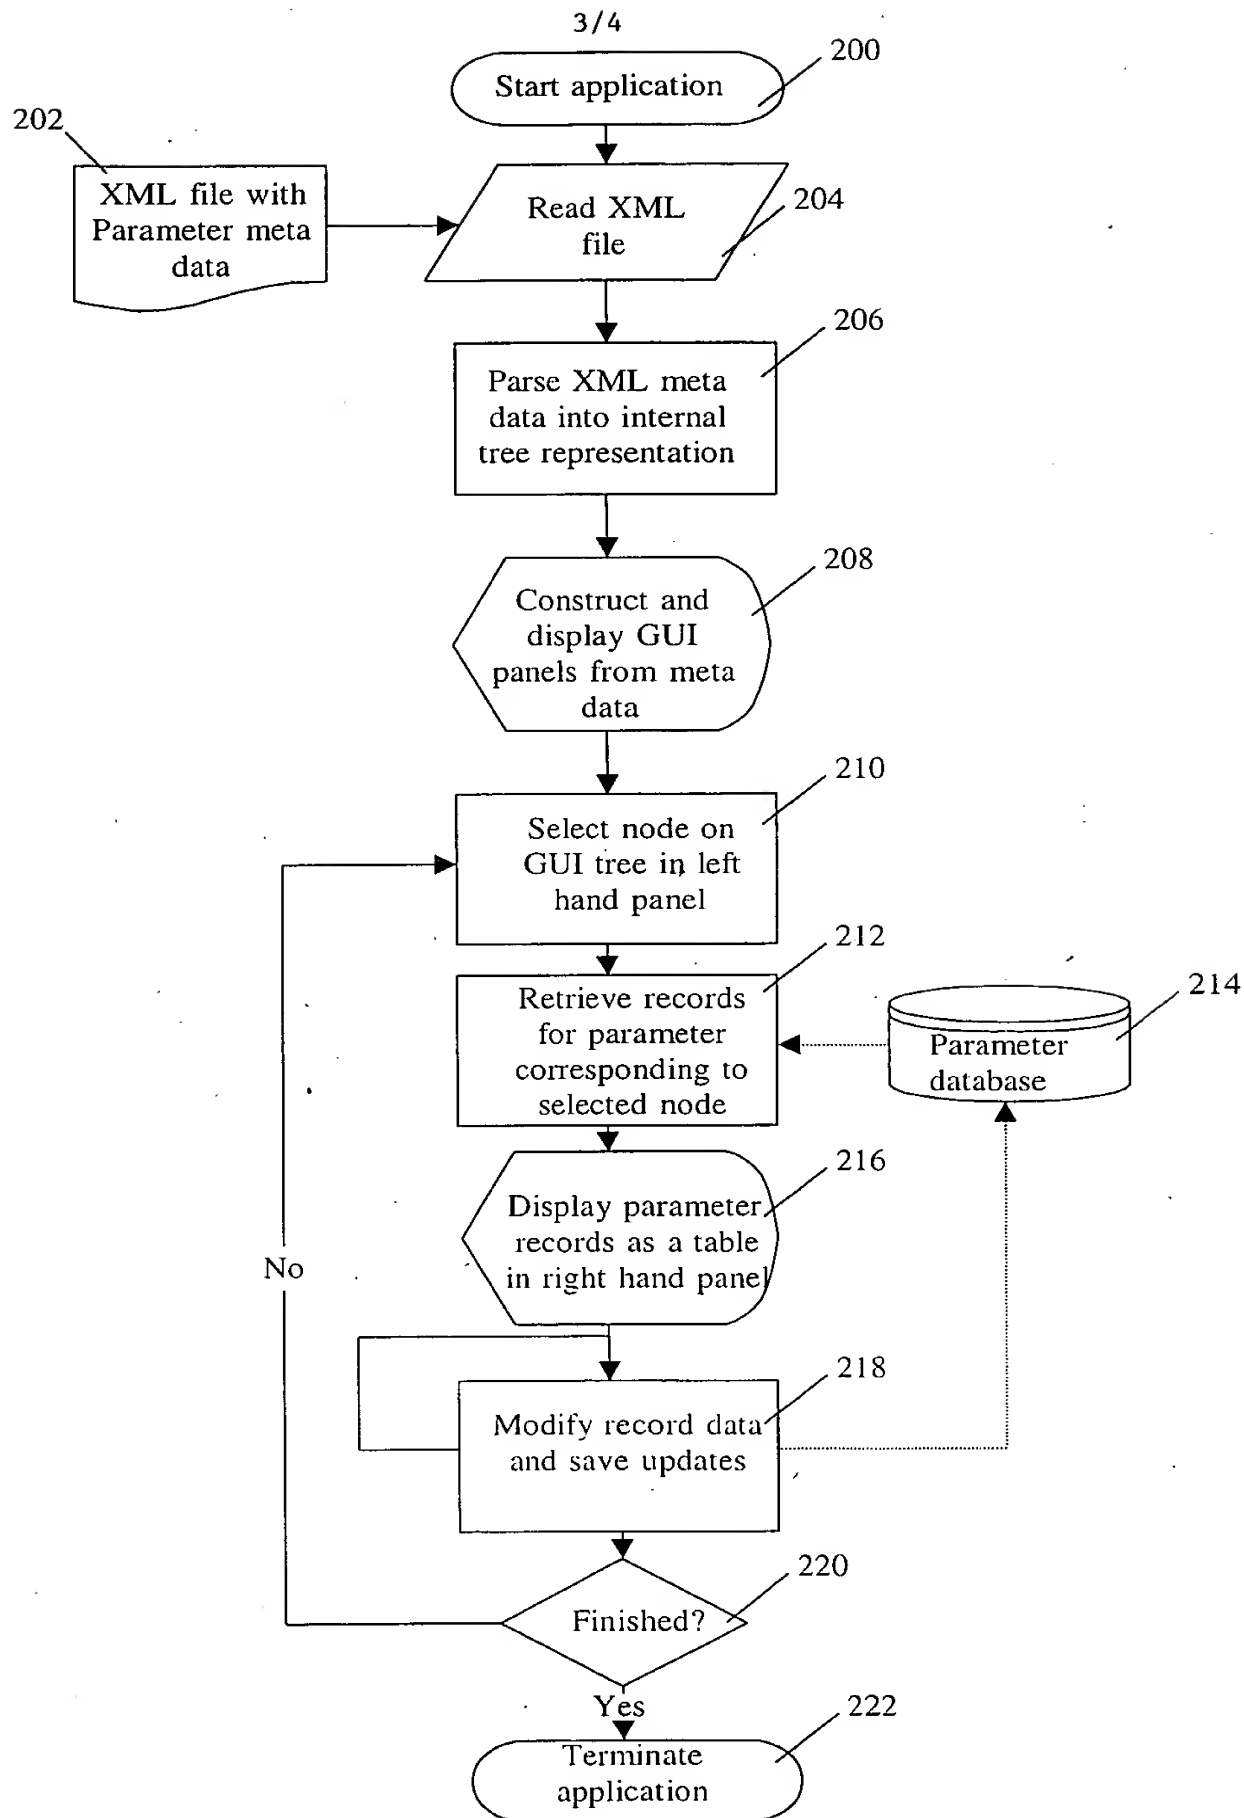 3/4
200
Start application
202
XML file with
Parameter meta
data
Read XML
file
204
206
Parse XML meta
data into internal
tree representation
208
Construct and
display GUI
panels from meta
data
210
Select node on
GUI tree in left
hand panel
212
Retrieve records
for parameter
corresponding to
selected node
214
Parameter
database
216
Display parameter
records as a table
in right hand panel
No
218
Modify record data
and save updates
220
Finished?
Yes
222
Terminate
application